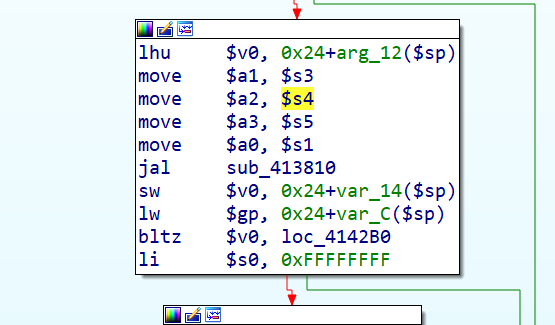 lhu $v0, 0x24+arg_12($sp)
move $a1, $s3
move $a2, $s4
move $a3, $s5
move $a0, $s1
jal sub_413810
sw $v0, 0x24+var_14($sp)
lw $gp, 0x24+var_C($sp)
bltz $v0, loc_4142B0
li $s0, 0xFFFFFFFF